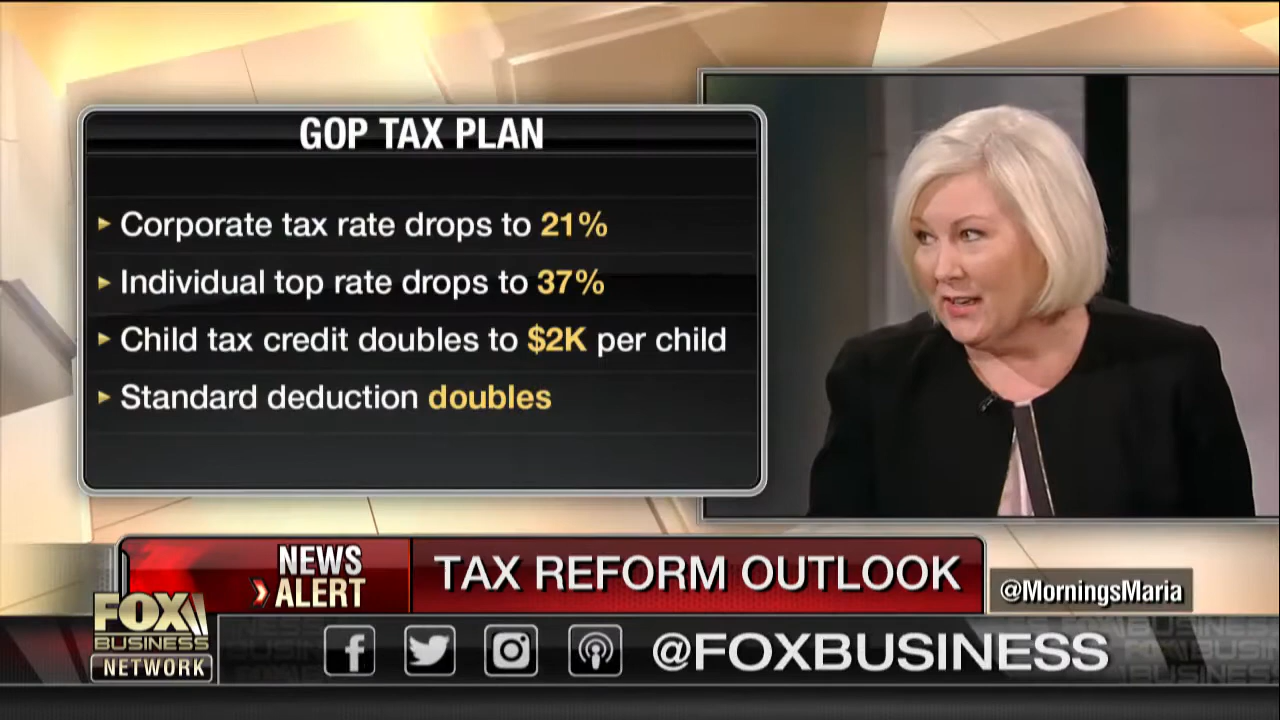 GOP TAX PLAN
Corporate tax rate drops to 21%
Individual top rate drops to 37%
Child tax credit doubles to $2K per child
Standard deduction doubles
NEWS
ALERT
TAX REFORM OUTLOOK
@MorningsMaria
FOX
BUSINESS
NETWORK
@FOXBUSINESS